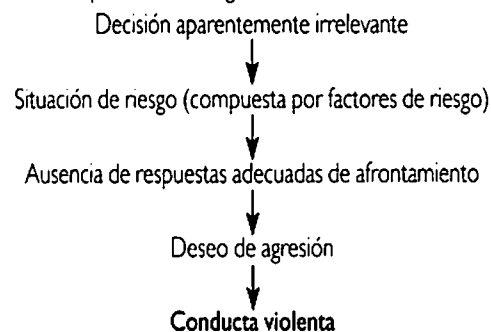 Decisión aparentemente irrelevante
Situación de riesgo (compuesta por factores de riesgo)
Ausencia de respuestas adecuadas de afrontamiento
Deseo de agresión
Conducta violenta